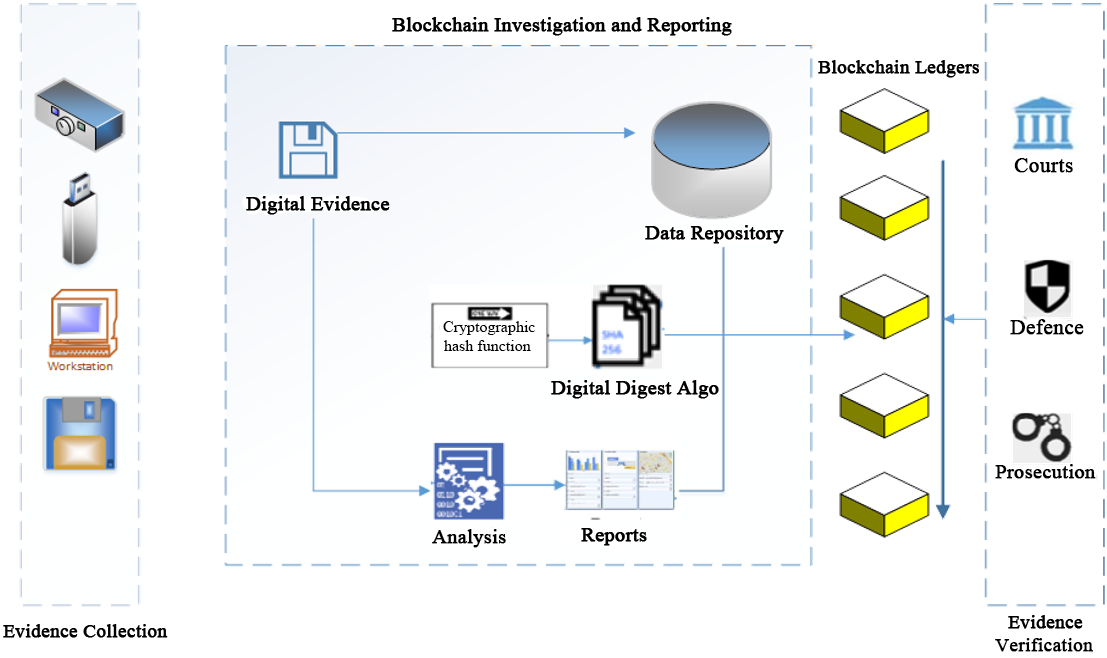 Blockchain Investigation and Reporting
Blockchain Ledgers
Courts
Digital Evidence
Data Repository
ONE WAY
Cryptographic
hash function
SHA
256
Digital Digest Algo
Defence
Workstation
Prosecution
Analysis
Reports
Evidence Collection
Evidence
Verification